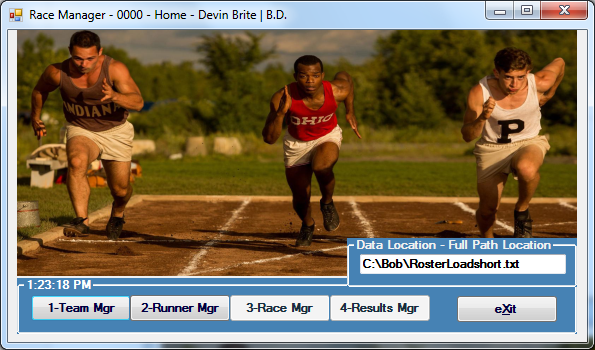 Race Manager - 0000 - Home - Devin Brite | B.D.
INDIANA
OHIO
P
Data Location - Full Path Location
C:\Bob\RosterLoadshort.txt
1:23:18 PM
1-Team Mgr
2-Runner Mgr
3-Race Mgr
4-Results Mgr
eXit